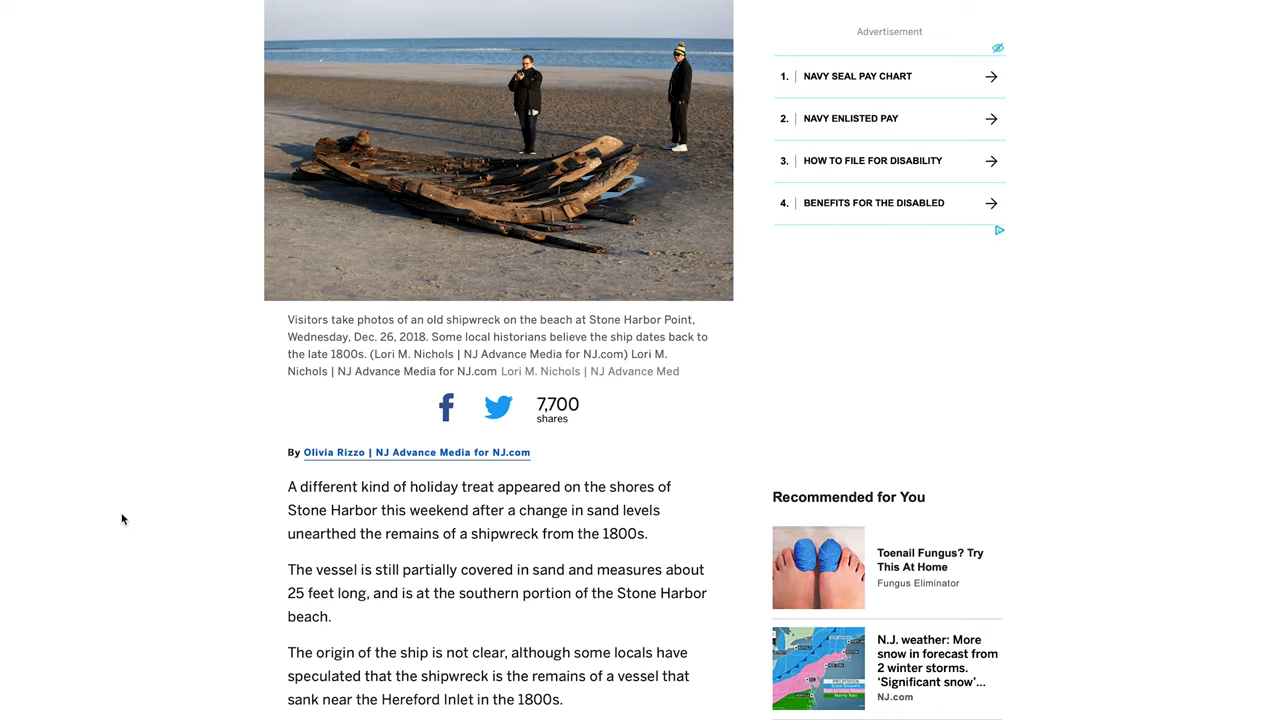 Visitors take photos of an old shipwreck on the beach at Stone Harbor Point,
Wednesday, Dec. 26, 2018. Some local historians believe the ship dates back to
the late 1800s. (Lori M. Nichols | NJ Advance Media for NJ.com) Lori M.
Nichols | NJ Advance Media for NJ.com Lori M. Nichols | NJ Advance Med
7,700
shares
By Olivia Rizzo | NJ Advance Media for NJ.com
A different kind of holiday treat appeared on the shores of
Stone Harbor this weekend after a change in sand levels
unearthed the remains of a shipwreck from the 1800s.
The vessel is still partially covered in sand and measures about
25 feet long, and is at the southern portion of the Stone Harbor
beach.
The origin of the ship is not clear, although some locals have
speculated that the shipwreck is the remains of a vessel that
sank near the Hereford Inlet in the 1800s.
Advertisement
1. NAVY SEAL PAY CHART
2. NAVY ENLISTED PAY
3. HOW TO FILE FOR DISABILITY
4. BENEFITS FOR THE DISABLED
Recommended for You
Toenail Fungus? Try
This At Home
Fungus Eliminator
N.J. weather: More
snow in forecast from
2 winter storms.
‘Significant snow’...
NJ.com